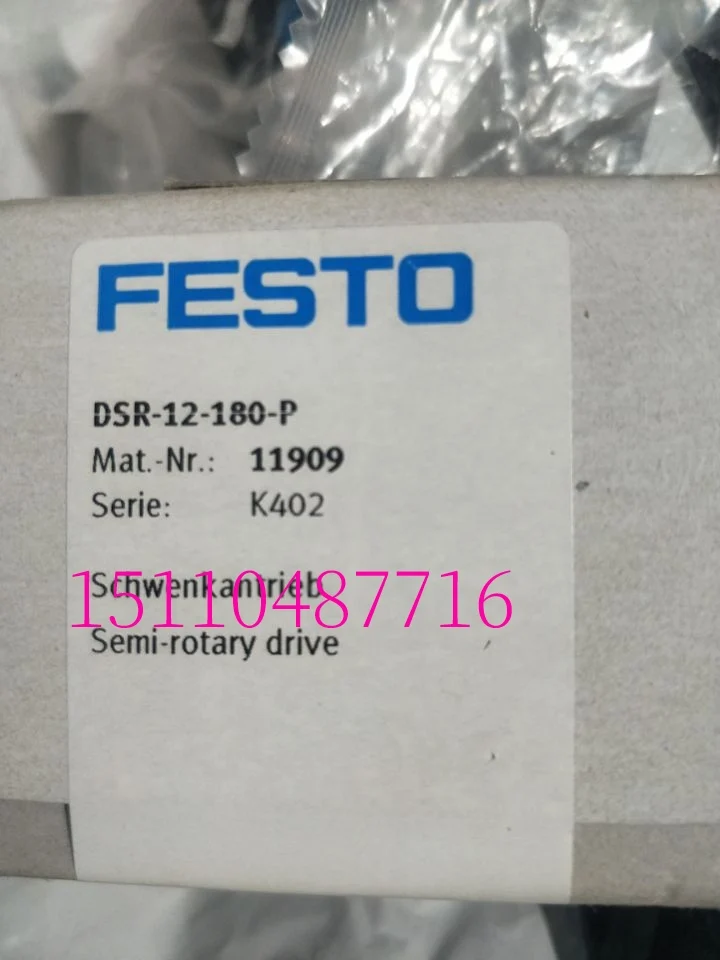 FESTO
DSR-12-180-P
Mat.-Nr.: 11909
Serie: K402
Schwenkantrieb
15110487716
Semi-rotary drive